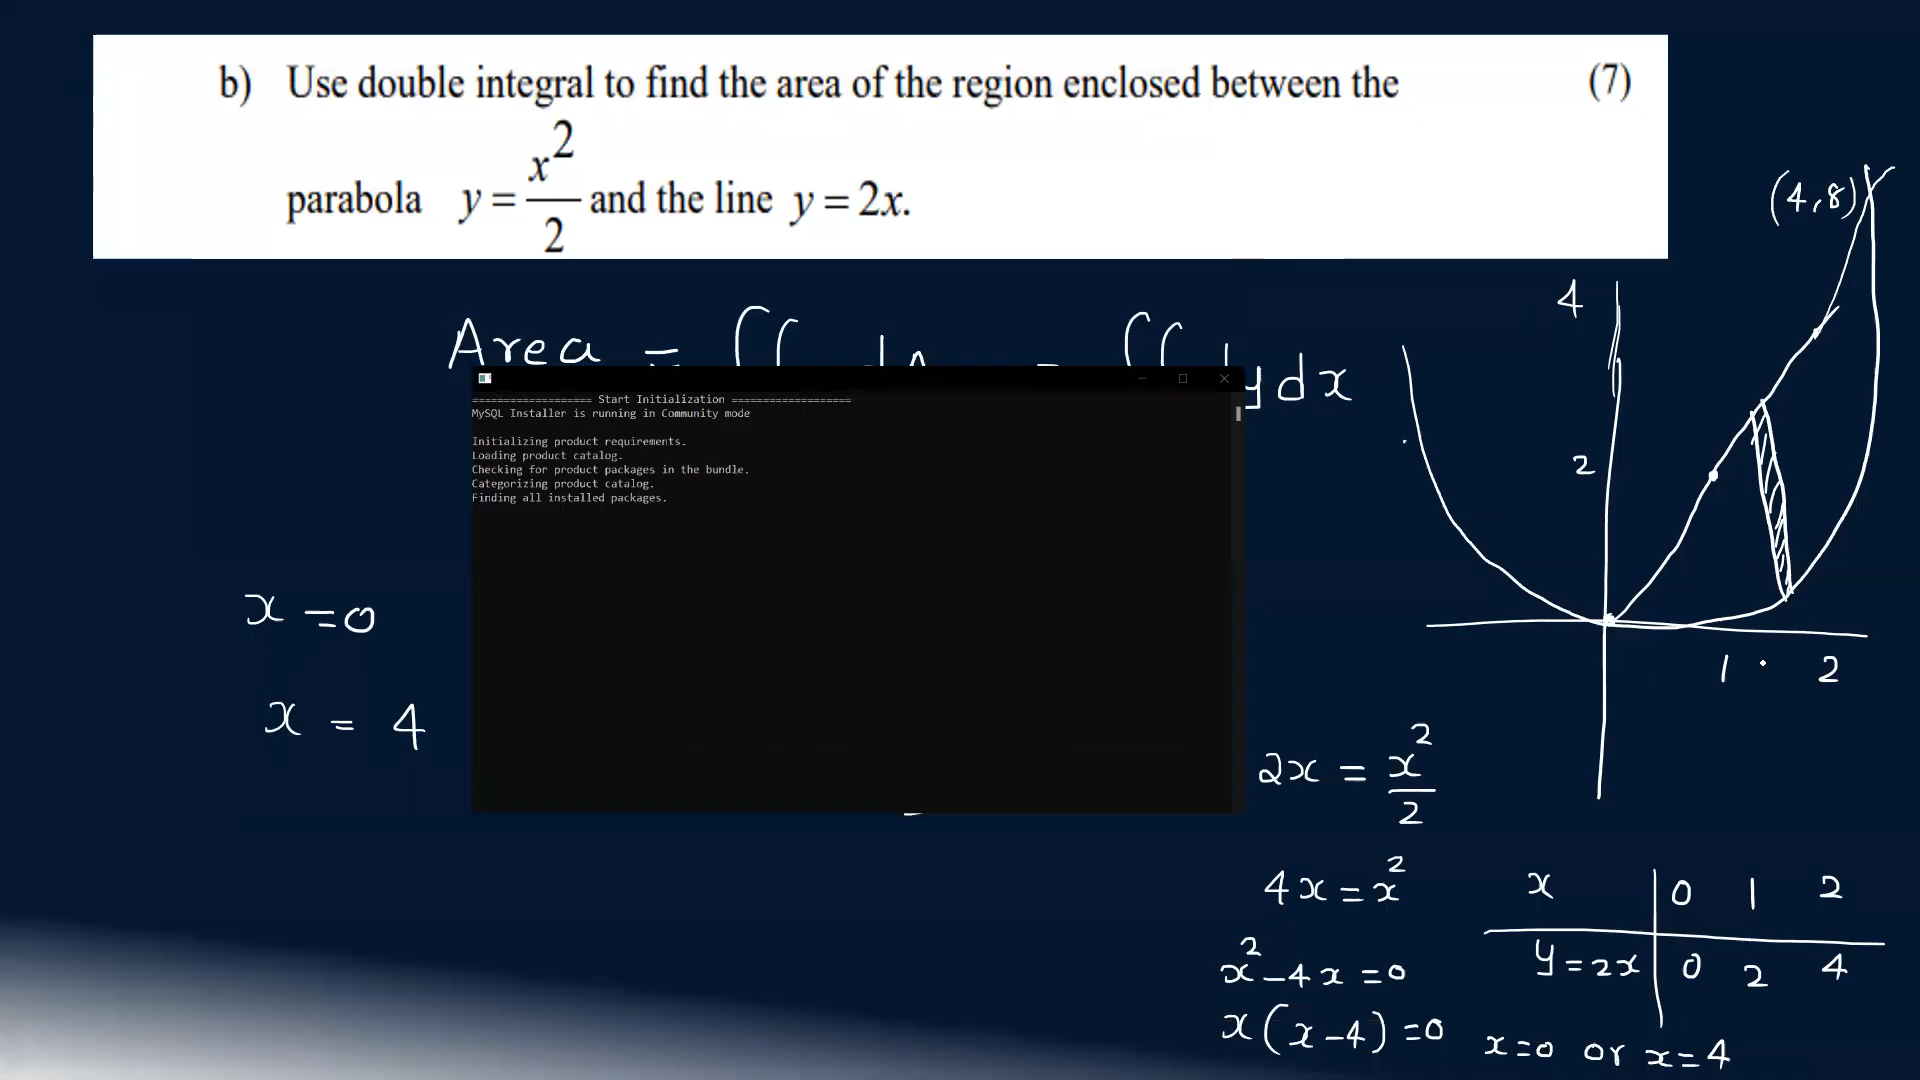 b) Use double integral to find the area of the region enclosed between the (7)
parabola y = x²/2 and the line y = 2x.
(4,8)
4
Area = ∬ dA = ∬ dy dx
================== Start Initialization ==================
MySQL Installer is running in Community mode
Initializing product requirements.
Loading product catalog.
Checking for product packages in the bundle.
Categorizing product catalog.
Finding all installed packages.
2
x = 0
1 2
x = 4
2x = x²/2
4x = x²
x² - 4x = 0
x(x - 4) = 0
x 0 1 2
y = 2x 0 2 4
x = 0 or x = 4